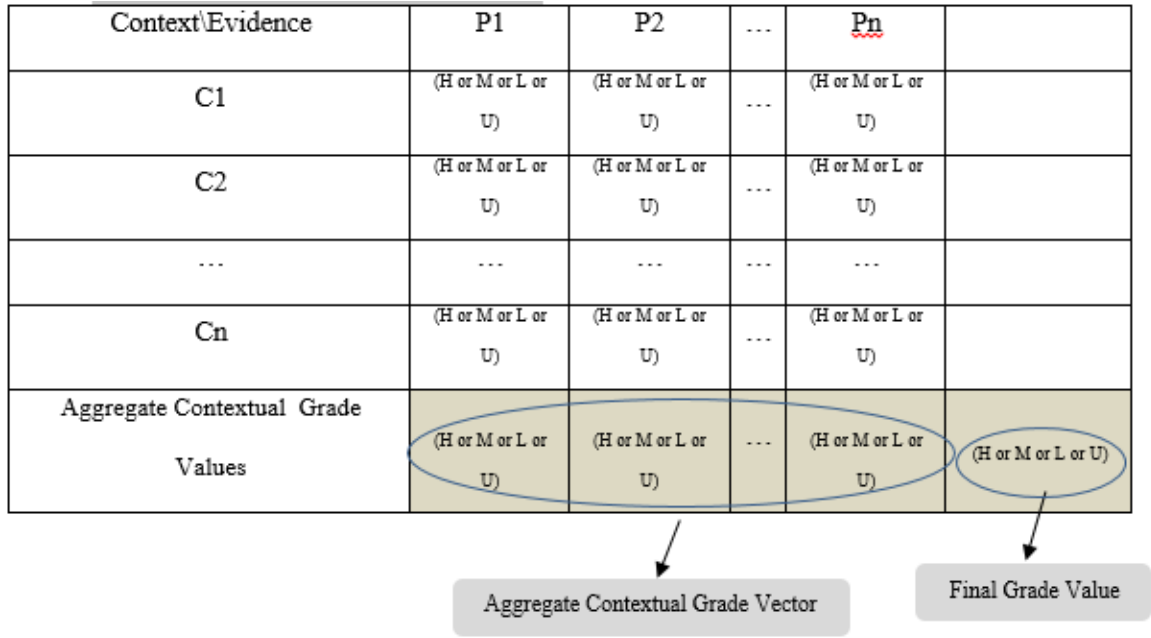 Context\Evidence P1 P2 ... Pn
C1 (H or M or L or U) (H or M or L or U) ... (H or M or L or U)
C2 (H or M or L or U) (H or M or L or U) ... (H or M or L or U)
... ... ... ... ...
Cn (H or M or L or U) (H or M or L or U) ... (H or M or L or U)
Aggregate Contextual Grade Values (H or M or L or U) (H or M or L or U) ... (H or M or L or U) (H or M or L or U)
Aggregate Contextual Grade Vector
Final Grade Value